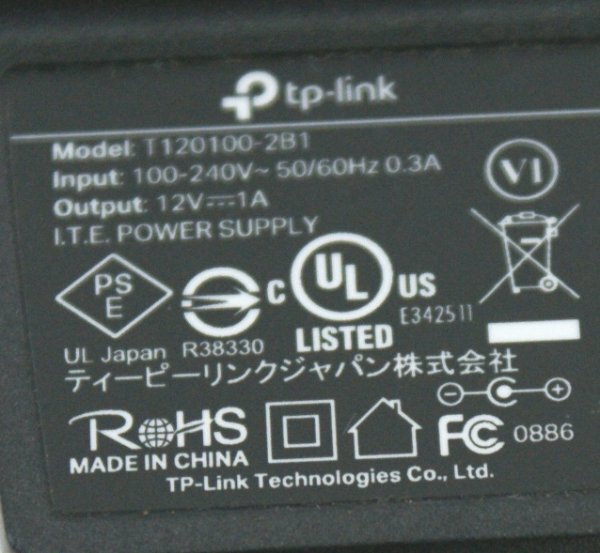 tp-link
Model: T120100-2B1
Input: 100-240V~ 50/60Hz 0.3A
Output: 12V⎓1A
I.T.E. POWER SUPPLY
VI
PS
E
C UL US
LISTED
E342511
UL Japan R38330
ティーピーリンクジャパン株式会社
RoHS
MADE IN CHINA
FC 0886
TP-Link Technologies Co., Ltd.